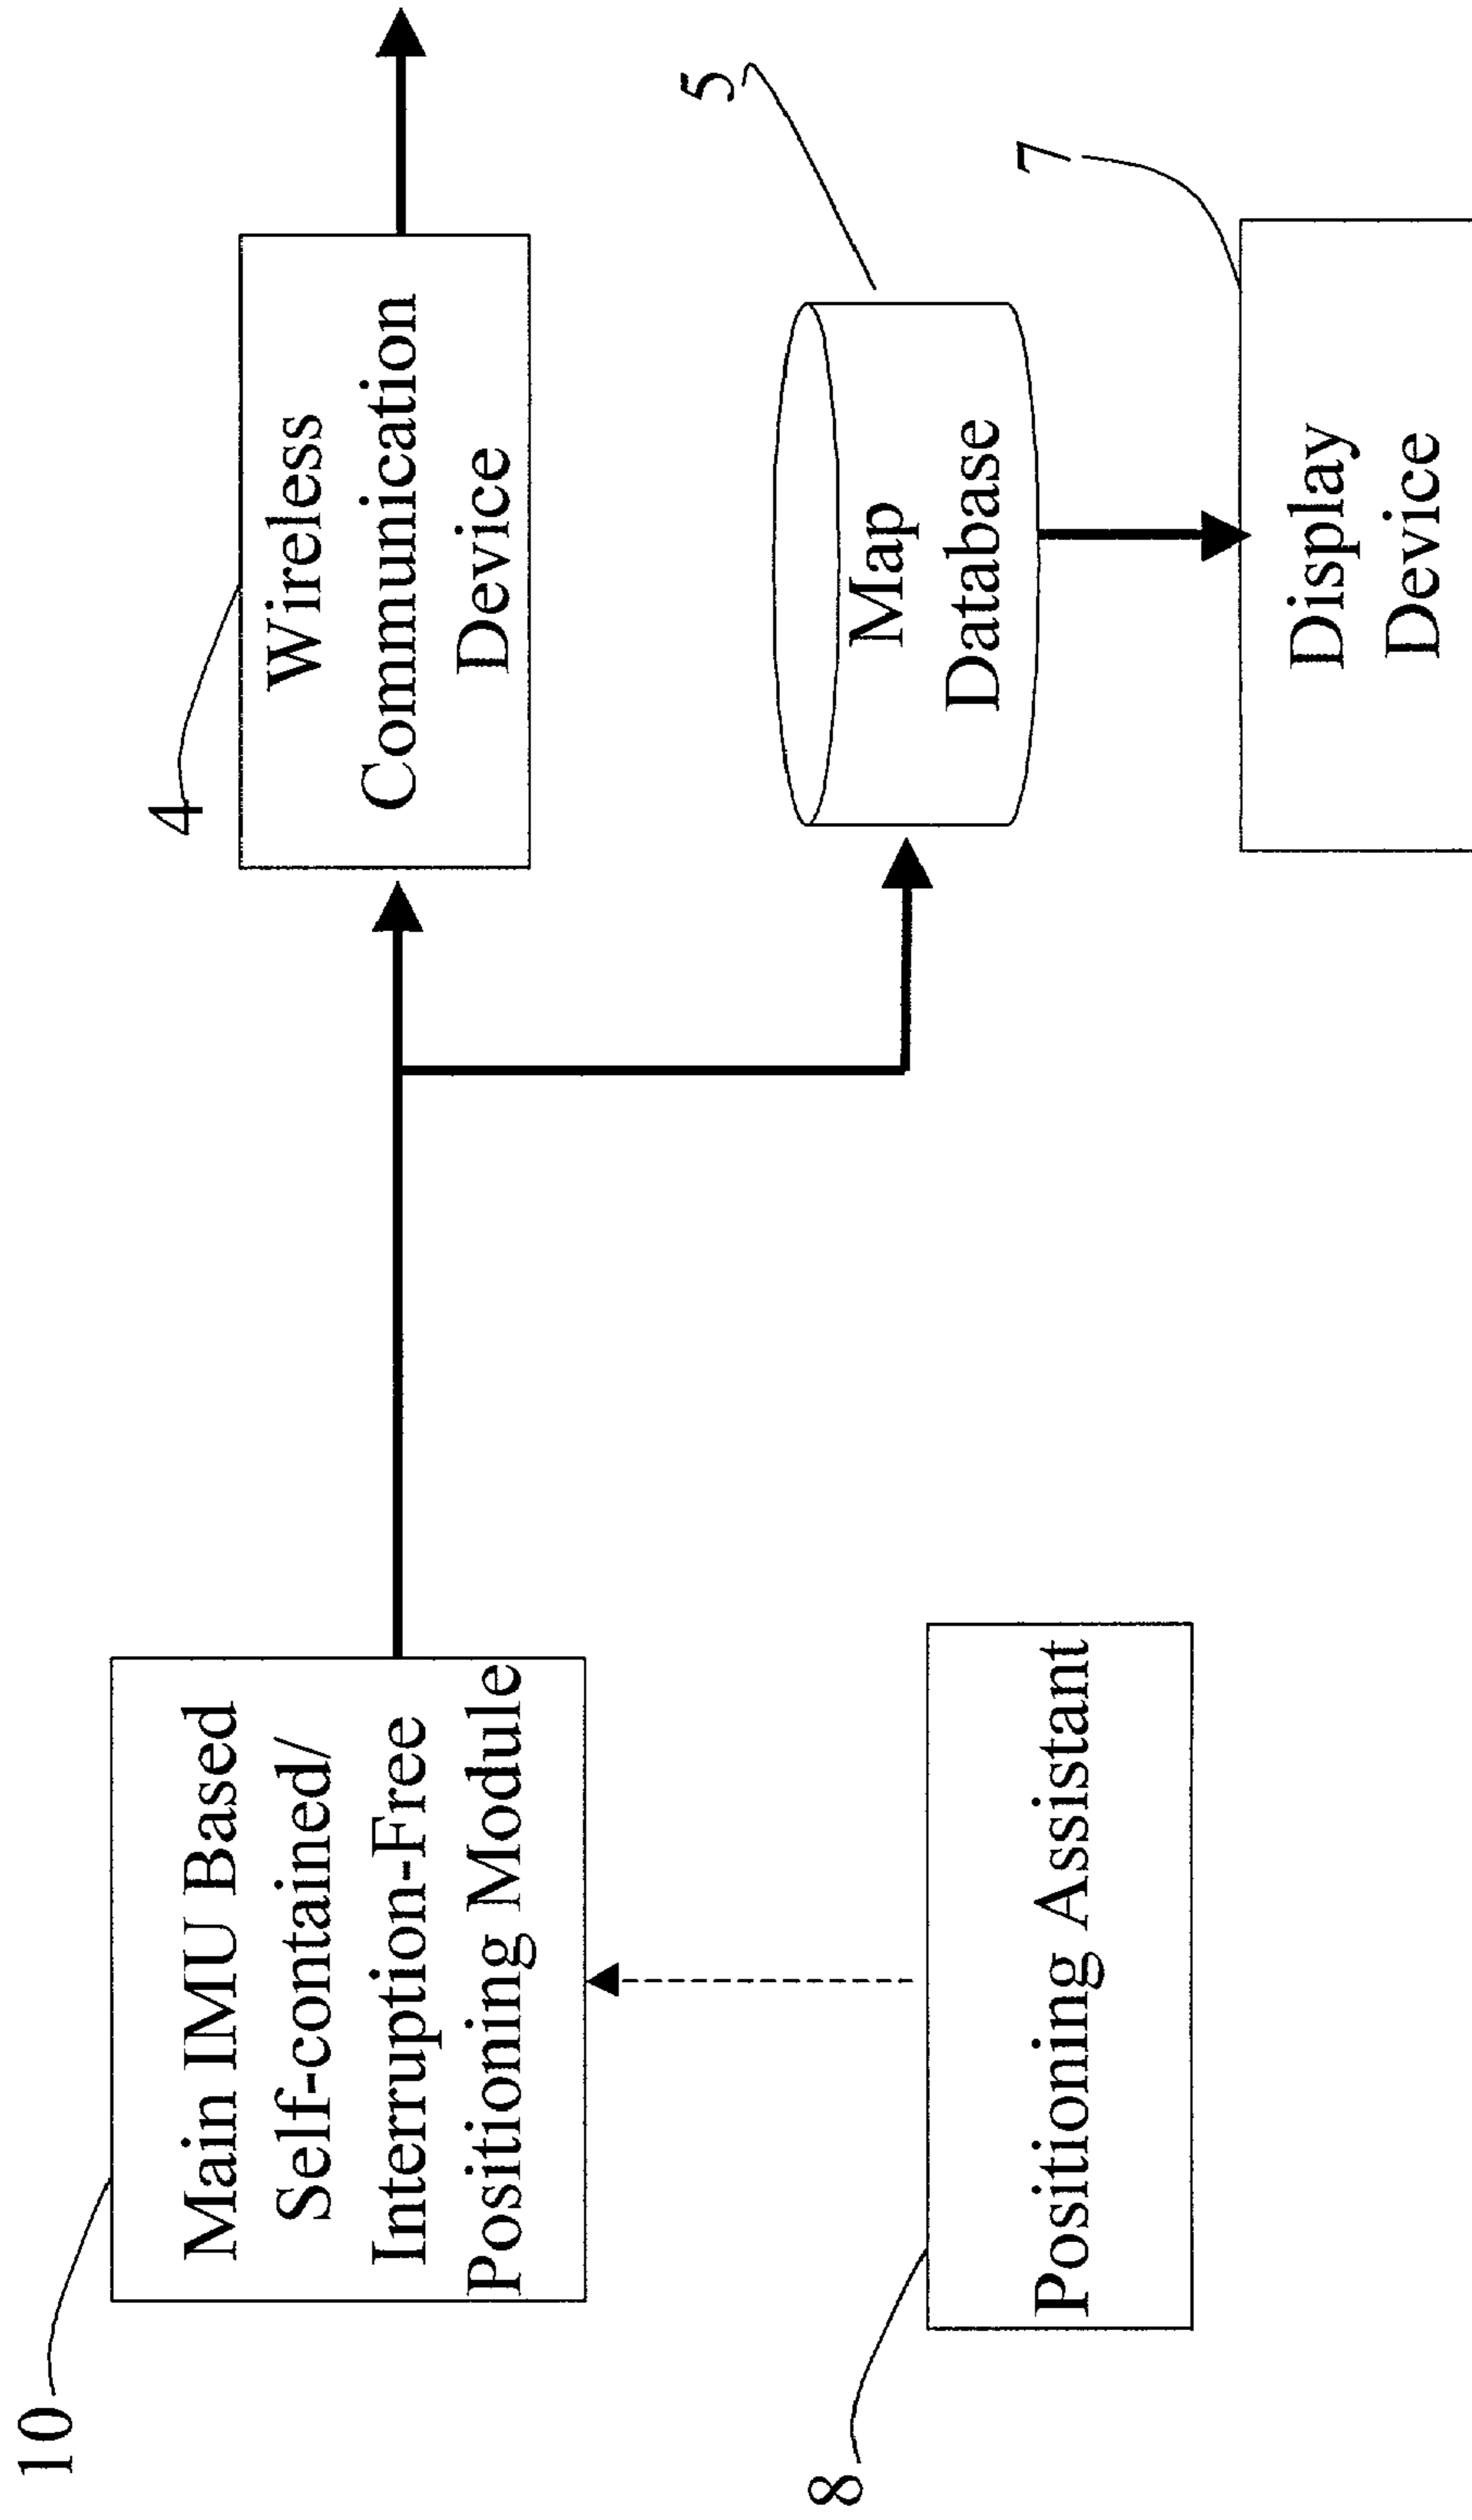 10
Main IMU Based
Self-contained/
Interruption-Free
Positioning Module
4
Wireless
Communication
Device
5
Map
Database
7
Display
Device
8
Positioning Assistant